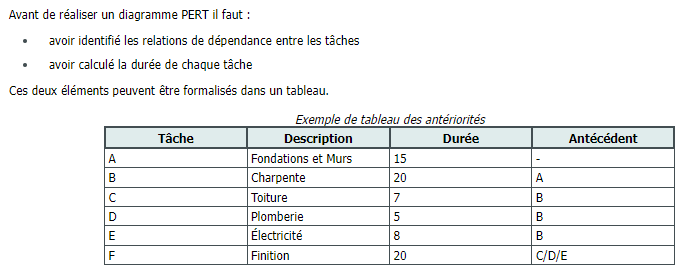 Avant de réaliser un diagramme PERT il faut :
• avoir identifié les relations de dépendance entre les tâches
• avoir calculé la durée de chaque tâche
Ces deux éléments peuvent être formalisés dans un tableau.
Exemple de tableau des antériorités
Tâche Description Durée Antécédent
A Fondations et Murs 15 -
B Charpente 20 A
C Toiture 7 B
D Plomberie 5 B
E Électricité 8 B
F Finition 20 C/D/E